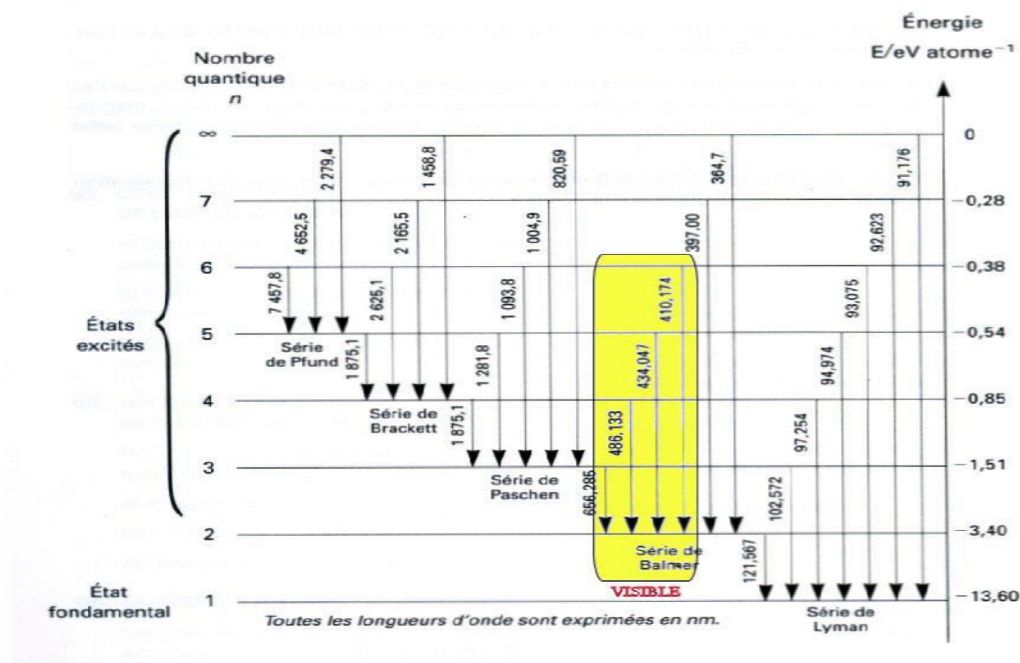 Énergie
E/eV atome⁻¹
Nombre
quantique
n
∞
0
2 279,4
1 458,8
820,59
364,7
91,176
7
−0,28
4 652,5
2 165,5
1 004,9
397,00
92,623
6
−0,38
7 457,8
2 625,1
1 093,8
410,174
93,075
États
excités
5
−0,54
Série
de Pfund
1 875,1
1 281,8
434,047
94,974
4
−0,85
Série de
Brackett
1 875,1
486,133
97,254
3
−1,51
Série de
Paschen
656,285
102,572
2
−3,40
Série de
Balmer
121,567
VISIBLE
État
fondamental
1
−13,60
Série de
Lyman
Toutes les longueurs d'onde sont exprimées en nm.